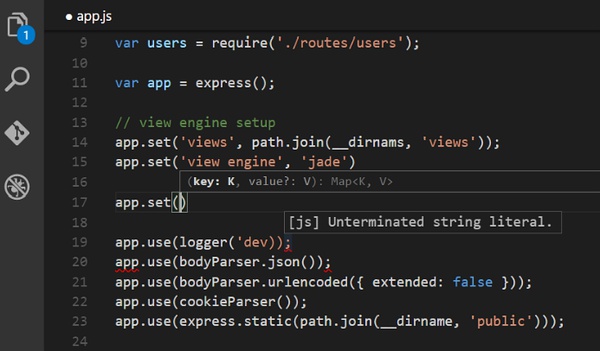 1
● app.js
9 var users = require('./routes/users');
10
11 var app = express();
12
13 // view engine setup
14 app.set('views', path.join(__dirnams, 'views'));
15 app.set('view engine', 'jade')
16 (key: K, value?: V): Map<K, V>
17 app.set()
18 [js] Unterminated string literal.
19 app.use(logger('dev));
20 app.use(bodyParser.json());
21 app.use(bodyParser.urlencoded({ extended: false }));
22 app.use(cookieParser());
23 app.use(express.static(path.join(__dirname, 'public')));
24